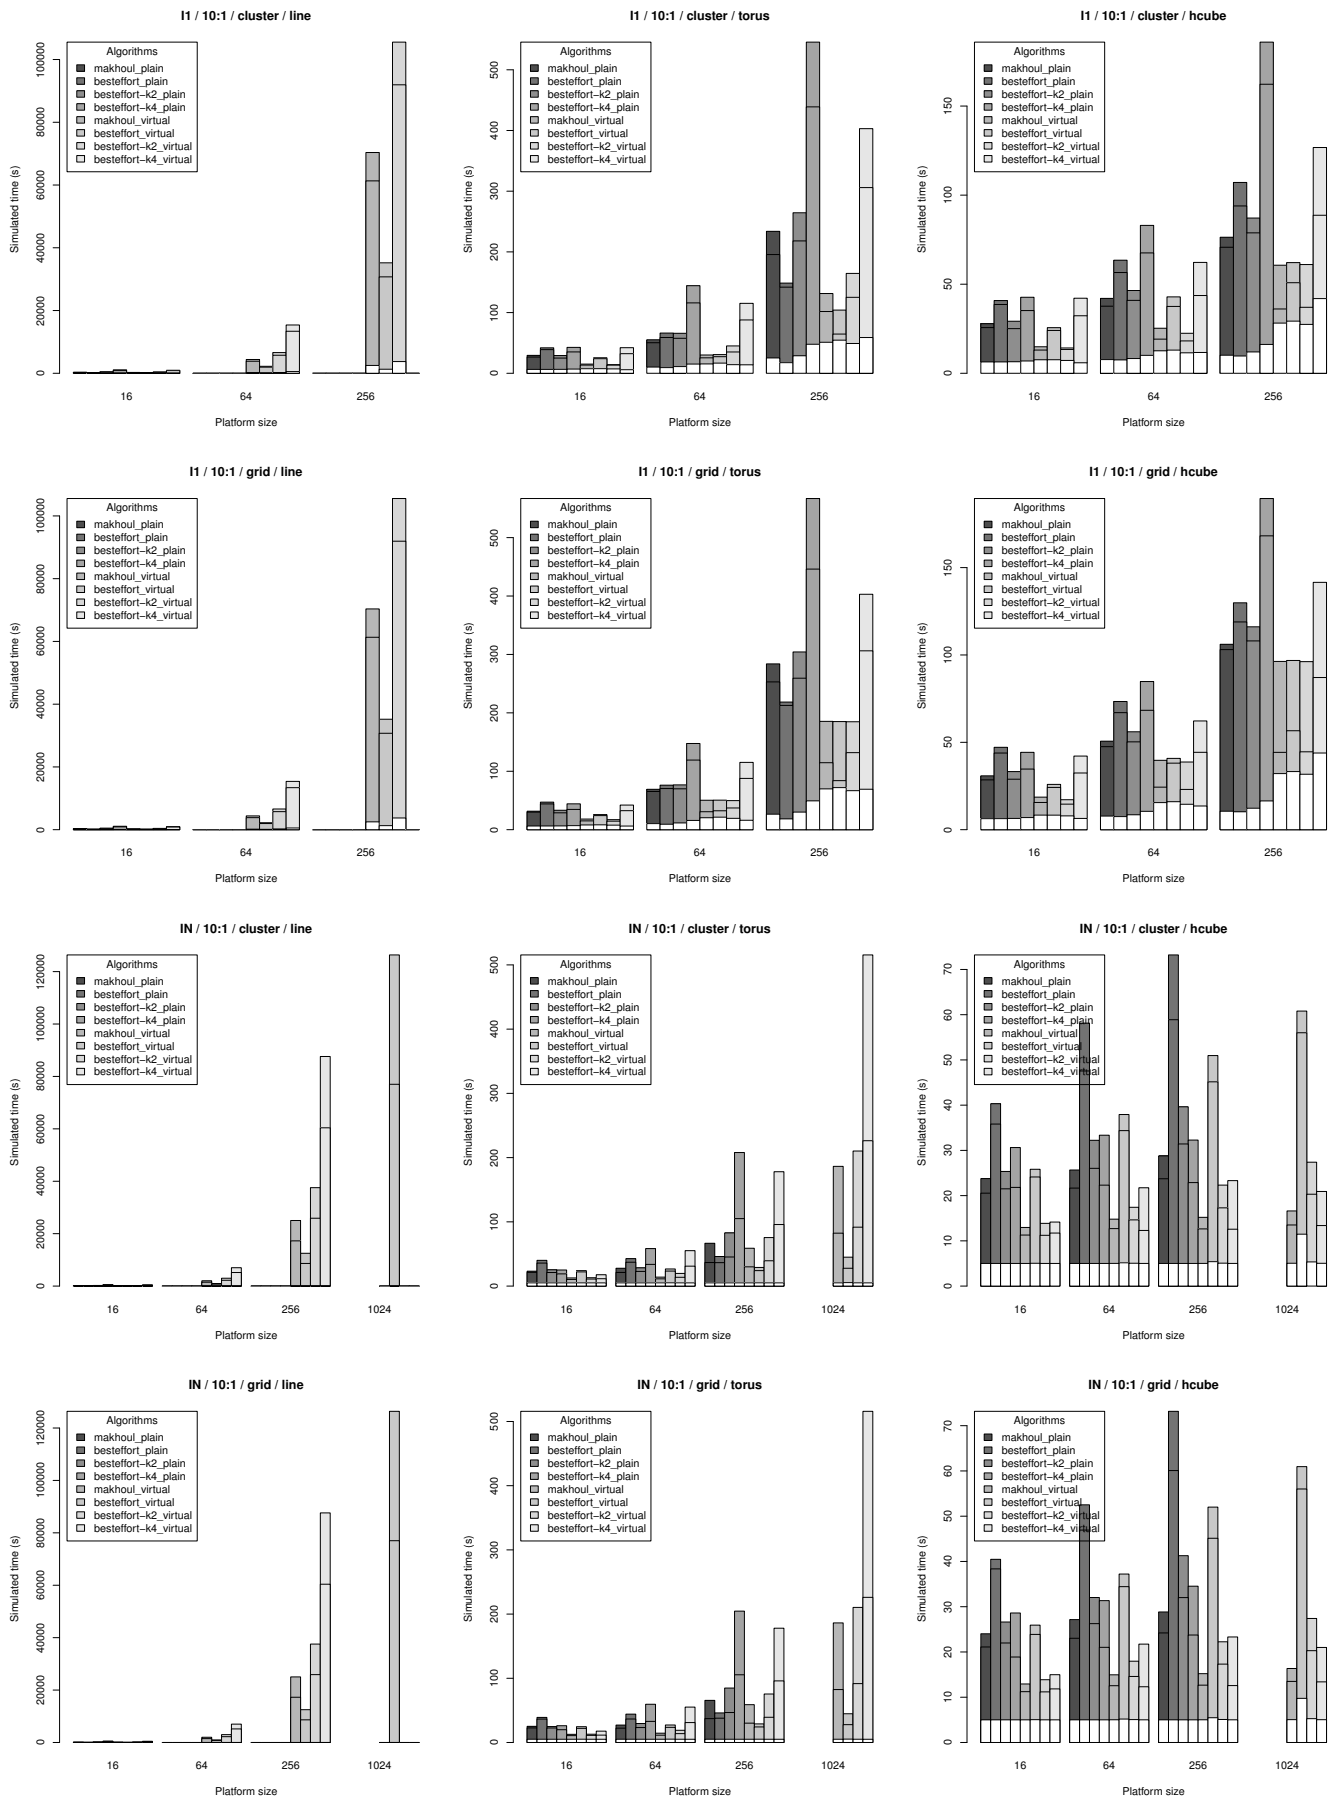 I1 / 10:1 / cluster / line
Simulated time (s)
0
20000
40000
60000
80000
100000
Algorithms
makhoul_plain
besteffort_plain
besteffort−k2_plain
besteffort−k4_plain
makhoul_virtual
besteffort_virtual
besteffort−k2_virtual
besteffort−k4_virtual
16 64 256
Platform size
I1 / 10:1 / cluster / torus
Simulated time (s)
0
100
200
300
400
500
Algorithms
makhoul_plain
besteffort_plain
besteffort−k2_plain
besteffort−k4_plain
makhoul_virtual
besteffort_virtual
besteffort−k2_virtual
besteffort−k4_virtual
16 64 256
Platform size
I1 / 10:1 / cluster / hcube
Simulated time (s)
0
50
100
150
Algorithms
makhoul_plain
besteffort_plain
besteffort−k2_plain
besteffort−k4_plain
makhoul_virtual
besteffort_virtual
besteffort−k2_virtual
besteffort−k4_virtual
16 64 256
Platform size
I1 / 10:1 / grid / line
Simulated time (s)
0
20000
40000
60000
80000
100000
Algorithms
makhoul_plain
besteffort_plain
besteffort−k2_plain
besteffort−k4_plain
makhoul_virtual
besteffort_virtual
besteffort−k2_virtual
besteffort−k4_virtual
16 64 256
Platform size
I1 / 10:1 / grid / torus
Simulated time (s)
0
100
200
300
400
500
Algorithms
makhoul_plain
besteffort_plain
besteffort−k2_plain
besteffort−k4_plain
makhoul_virtual
besteffort_virtual
besteffort−k2_virtual
besteffort−k4_virtual
16 64 256
Platform size
I1 / 10:1 / grid / hcube
Simulated time (s)
0
50
100
150
Algorithms
makhoul_plain
besteffort_plain
besteffort−k2_plain
besteffort−k4_plain
makhoul_virtual
besteffort_virtual
besteffort−k2_virtual
besteffort−k4_virtual
16 64 256
Platform size
IN / 10:1 / cluster / line
Simulated time (s)
0
20000
40000
60000
80000
100000
120000
Algorithms
makhoul_plain
besteffort_plain
besteffort−k2_plain
besteffort−k4_plain
makhoul_virtual
besteffort_virtual
besteffort−k2_virtual
besteffort−k4_virtual
16 64 256 1024
Platform size
IN / 10:1 / cluster / torus
Simulated time (s)
0
100
200
300
400
500
Algorithms
makhoul_plain
besteffort_plain
besteffort−k2_plain
besteffort−k4_plain
makhoul_virtual
besteffort_virtual
besteffort−k2_virtual
besteffort−k4_virtual
16 64 256 1024
Platform size
IN / 10:1 / cluster / hcube
Simulated time (s)
0
10
20
30
40
50
60
70
Algorithms
makhoul_plain
besteffort_plain
besteffort−k2_plain
besteffort−k4_plain
makhoul_virtual
besteffort_virtual
besteffort−k2_virtual
besteffort−k4_virtual
16 64 256 1024
Platform size
IN / 10:1 / grid / line
Simulated time (s)
0
20000
40000
60000
80000
100000
120000
Algorithms
makhoul_plain
besteffort_plain
besteffort−k2_plain
besteffort−k4_plain
makhoul_virtual
besteffort_virtual
besteffort−k2_virtual
besteffort−k4_virtual
16 64 256 1024
Platform size
IN / 10:1 / grid / torus
Simulated time (s)
0
100
200
300
400
500
Algorithms
makhoul_plain
besteffort_plain
besteffort−k2_plain
besteffort−k4_plain
makhoul_virtual
besteffort_virtual
besteffort−k2_virtual
besteffort−k4_virtual
16 64 256 1024
Platform size
IN / 10:1 / grid / hcube
Simulated time (s)
0
10
20
30
40
50
60
70
Algorithms
makhoul_plain
besteffort_plain
besteffort−k2_plain
besteffort−k4_plain
makhoul_virtual
besteffort_virtual
besteffort−k2_virtual
besteffort−k4_virtual
16 64 256 1024
Platform size